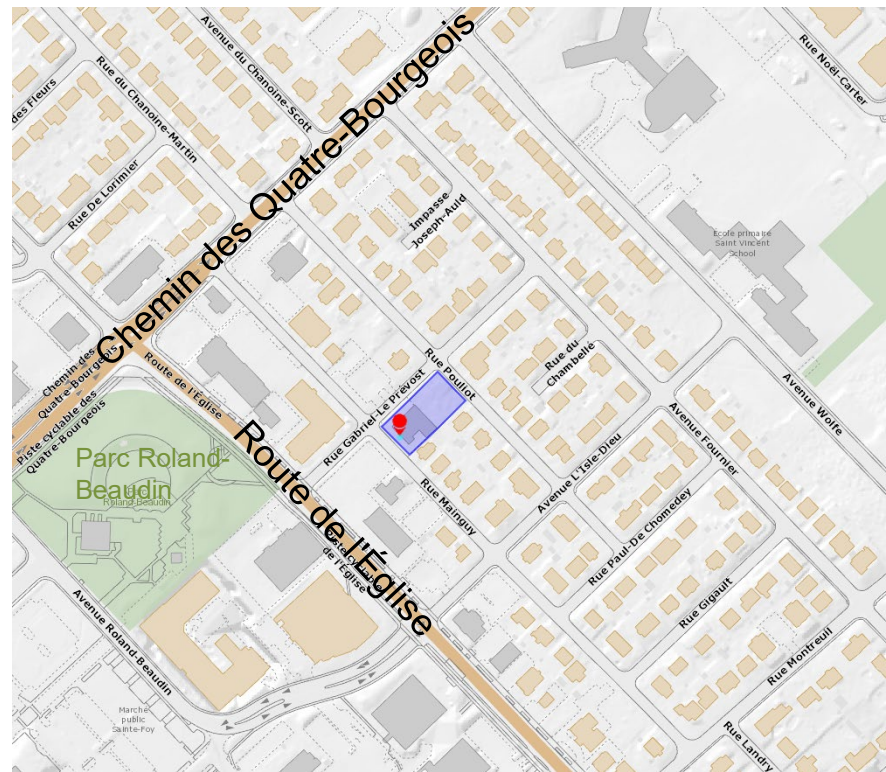 Avenue du Chanoine-Scott
Rue du Chanoine-Martin
des Fleurs
Rue De Lorimier
Chemin des Quatre-Bourgeois
Rue Noël-Carter
Impasse
Joseph-Auld
École primaire
Saint Vincent
School
Chemin des
Quatre-Bourgeois
Piste cyclable des
Quatre-Bourgeois
Route de l'Église
Rue Gabriel-Le Prévost
Rue Pouliot
Rue du
Chambellé
Avenue Wolfe
Avenue Fournier
Avenue L'Isle-Dieu
Parc Roland-
Beaudin
Roland-Beaudin
Route de l'Église
Rue Mainguy
Piste cyclable
de l'Église
Rue Paul-De Chomedey
Rue Gigault
Rue Montreuil
Rue Landry
Avenue Roland-Beaudin
Marché
public
Sainte-Foy